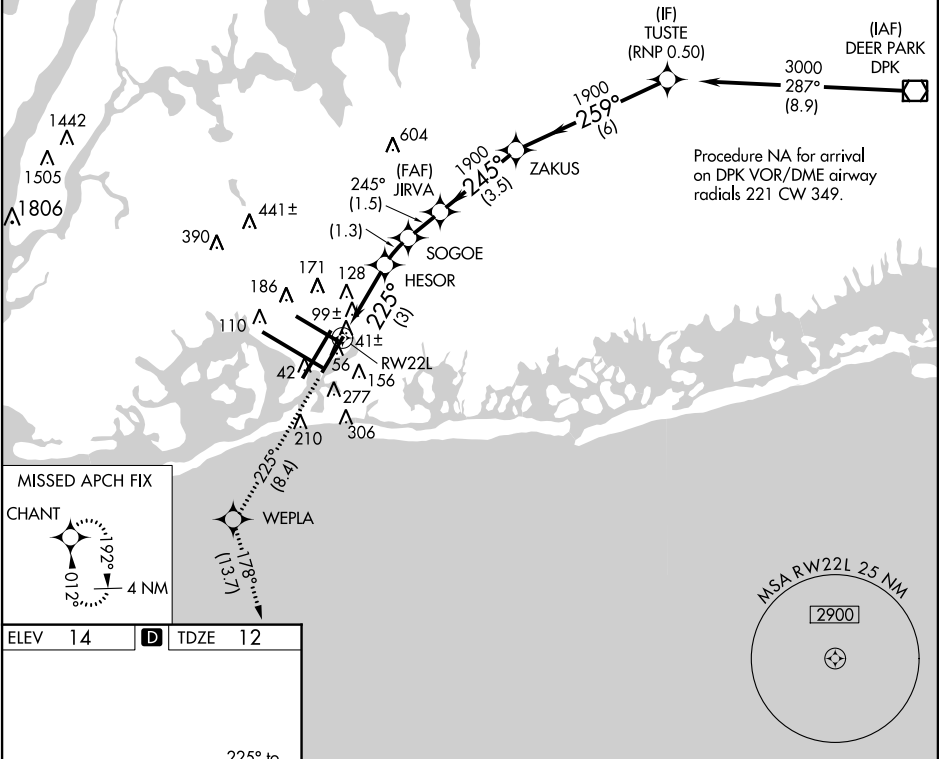 (IF)
TUSTE
(RNP 0.50)
(IAF)
DEER PARK
DPK
3000
287°
(8.9)
1900
259°
(6)
ZAKUS
1900
245°
(3.5)
(FAF)
JIRVA
245°
(1.5)
(1.3)
SOGOE
HESOR
225°
(3)
RW22L
Procedure NA for arrival
on DPK VOR/DME airway
radials 221 CW 349.
1442
1505
1806
604
441±
390
171
128
186
110
99±
41±
56
42
156
277
306
210
225°
(8.4)
WEPLA
178°
(13.7)
MISSED APCH FIX
CHANT
192°
012°
4 NM
MSA RW22L 25 NM
2900
ELEV 14 D TDZE 12
225° to